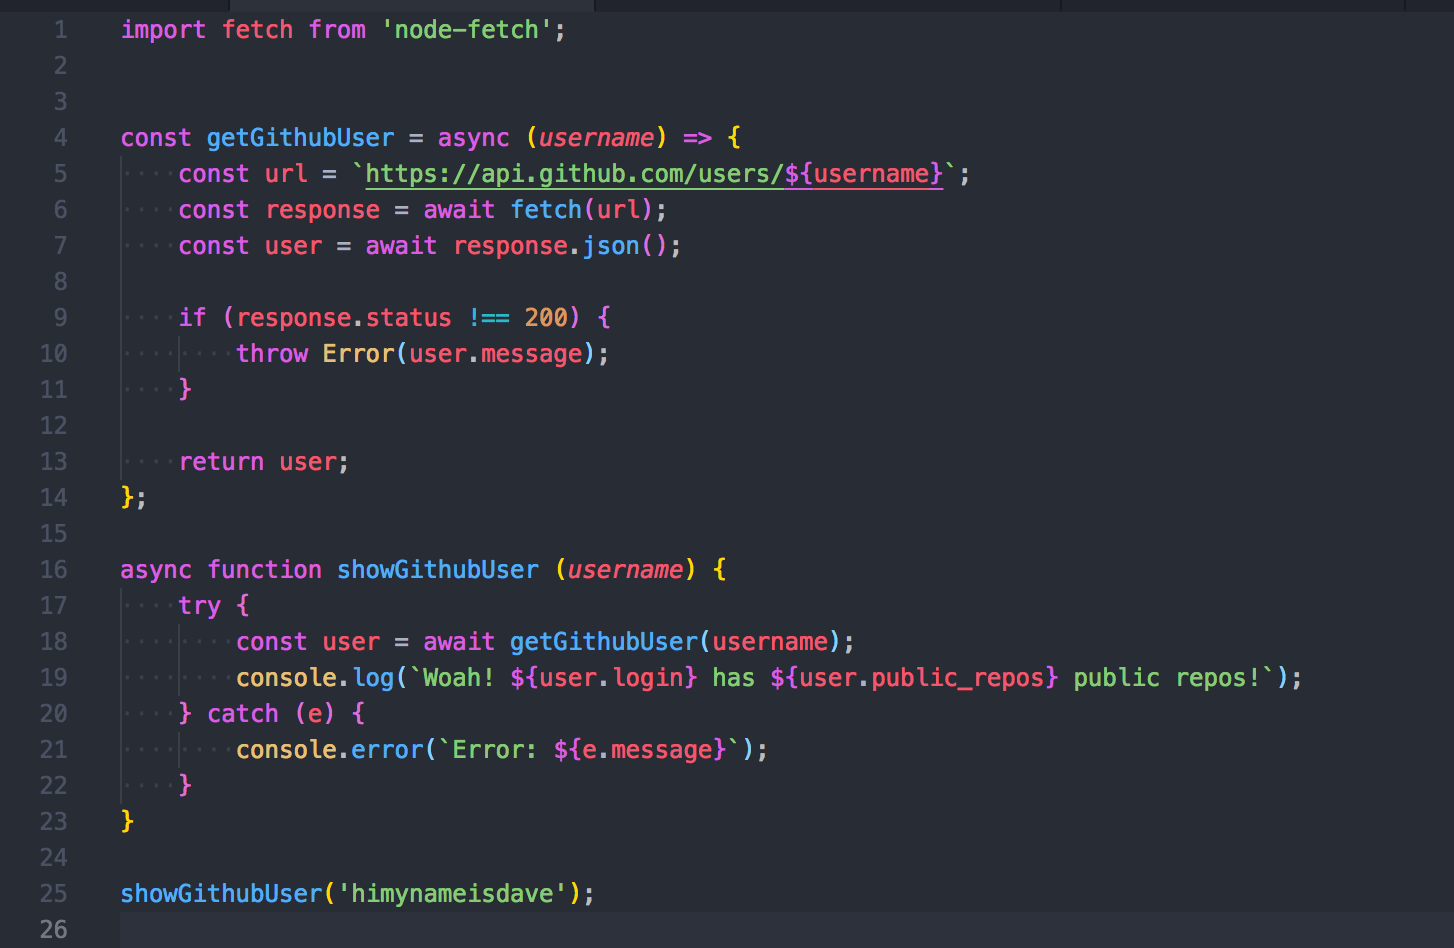 1 import fetch from 'node-fetch';
2
3
4 const getGithubUser = async (username) => {
5     const url = `https://api.github.com/users/${username}`;
6     const response = await fetch(url);
7     const user = await response.json();
8
9     if (response.status !== 200) {
10         throw Error(user.message);
11     }
12
13     return user;
14 };
15
16 async function showGithubUser (username) {
17     try {
18         const user = await getGithubUser(username);
19         console.log(`Woah! ${user.login} has ${user.public_repos} public repos!`);
20     } catch (e) {
21         console.error(`Error: ${e.message}`);
22     }
23 }
24
25 showGithubUser('himynameisdave');
26